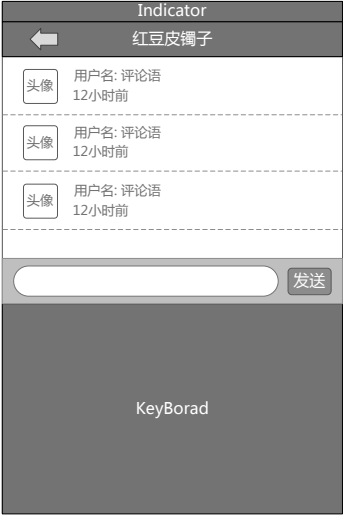 Indicator
红豆皮镯子
头像
用户名: 评论语
12小时前
头像
用户名: 评论语
12小时前
头像
用户名: 评论语
12小时前
发送
KeyBorad